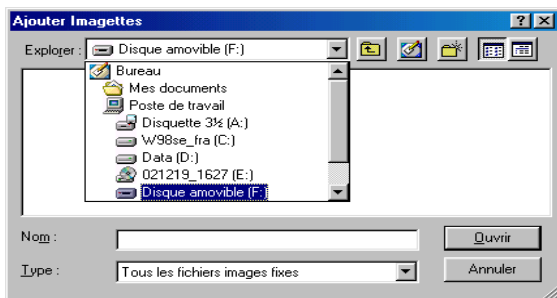 Ajouter Imagettes
Explorer : Disque amovible (F:)
Bureau
Mes documents
Poste de travail
Disquette 3½ (A:)
W98se_fra (C:)
Data (D:)
021219_1627 (E:)
Disque amovible (F:)
Nom : Ouvrir
Type : Tous les fichiers images fixes Annuler